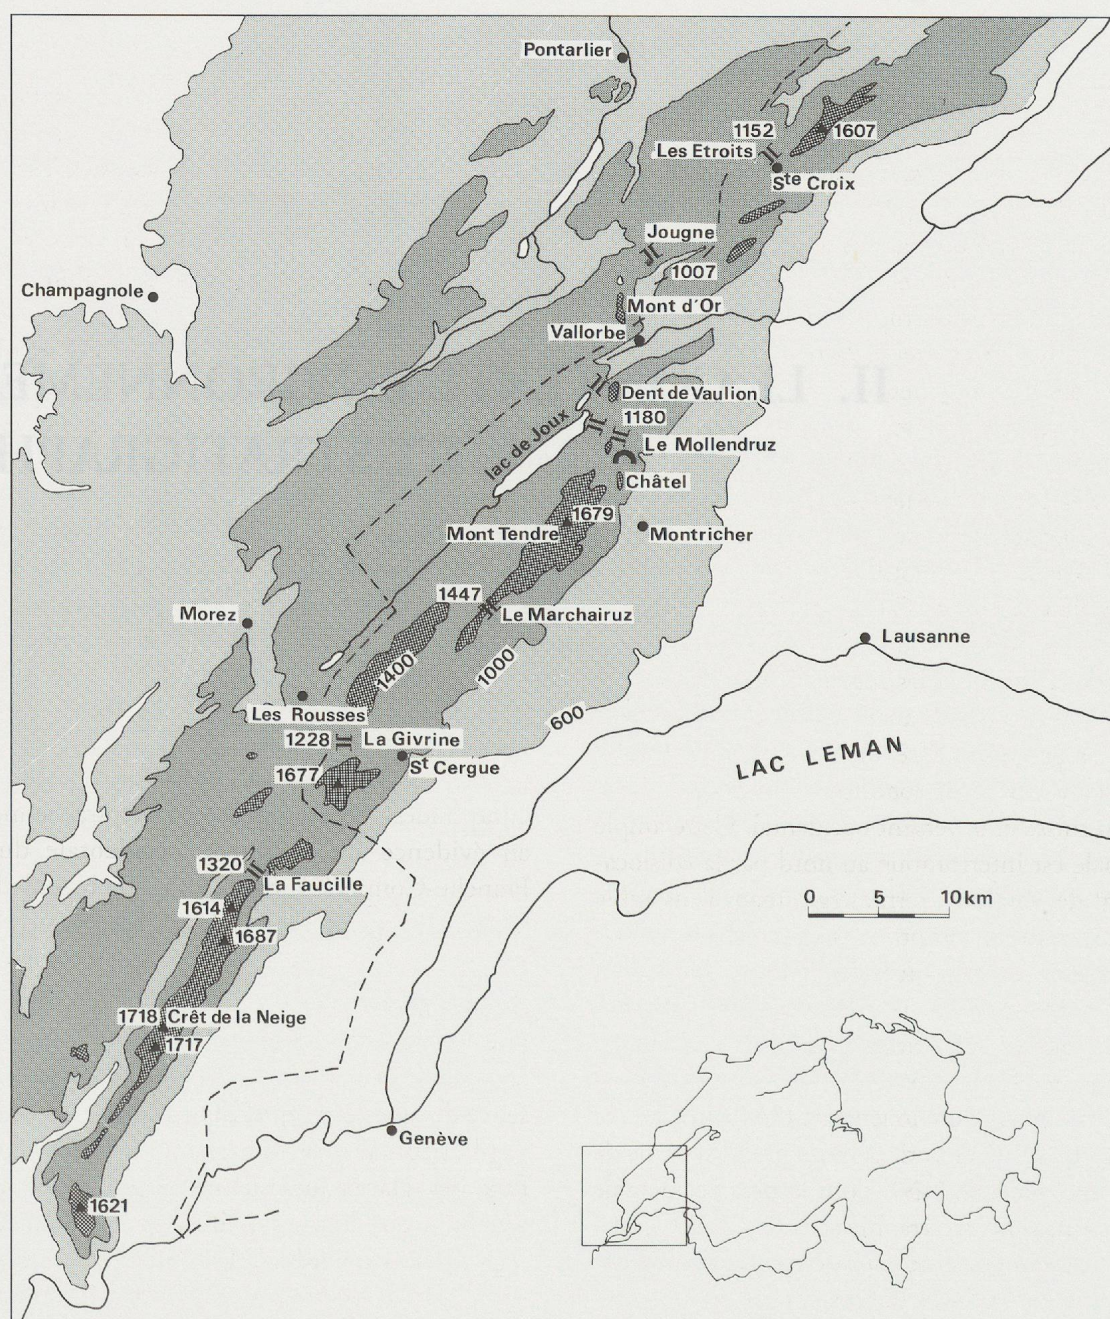 Pontarlier
1152
1607
Les Etroits
Ste Croix
Jougne
1007
Champagnole
Mont d'Or
Vallorbe
Dent de Vaulion
1180
lac de Joux
Le Mollendruz
Châtel
1679
Mont Tendre
Montricher
1447
Morez
Le Marchairuz
Lausanne
1400
1000
Les Rousses
600
1228
La Givrine
St Cergue
1677
LAC LEMAN
1320
La Faucille
0 5 10 km
1614
1687
1718 Crêt de la Neige
1717
Genève
1621